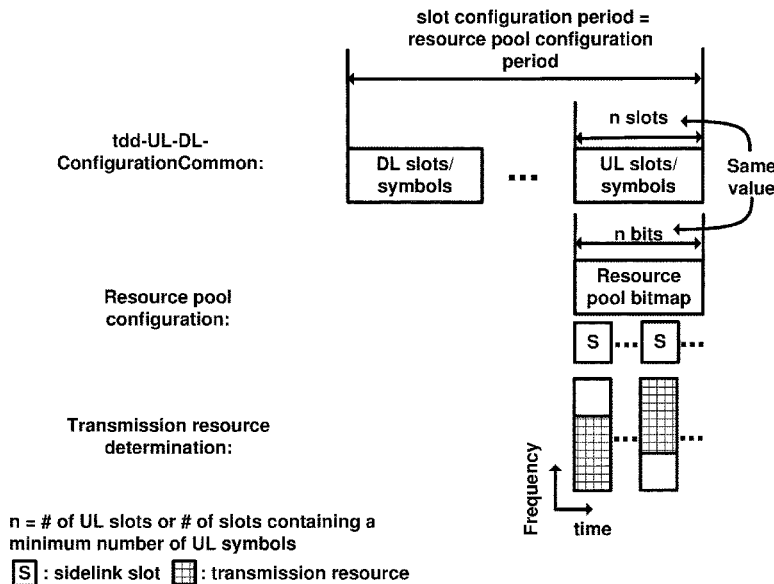 slot configuration period =
resource pool configuration
period
n slots
tdd-UL-DL-
ConfigurationCommon:
DL slots/
symbols
...
UL slots/
symbols
Same
value
n bits
Resource pool
configuration:
Resource
pool bitmap
S ... S ...
Transmission resource
determination:
... ...
Frequency
time
n = # of UL slots or # of slots containing a
minimum number of UL symbols
S : sidelink slot : transmission resource